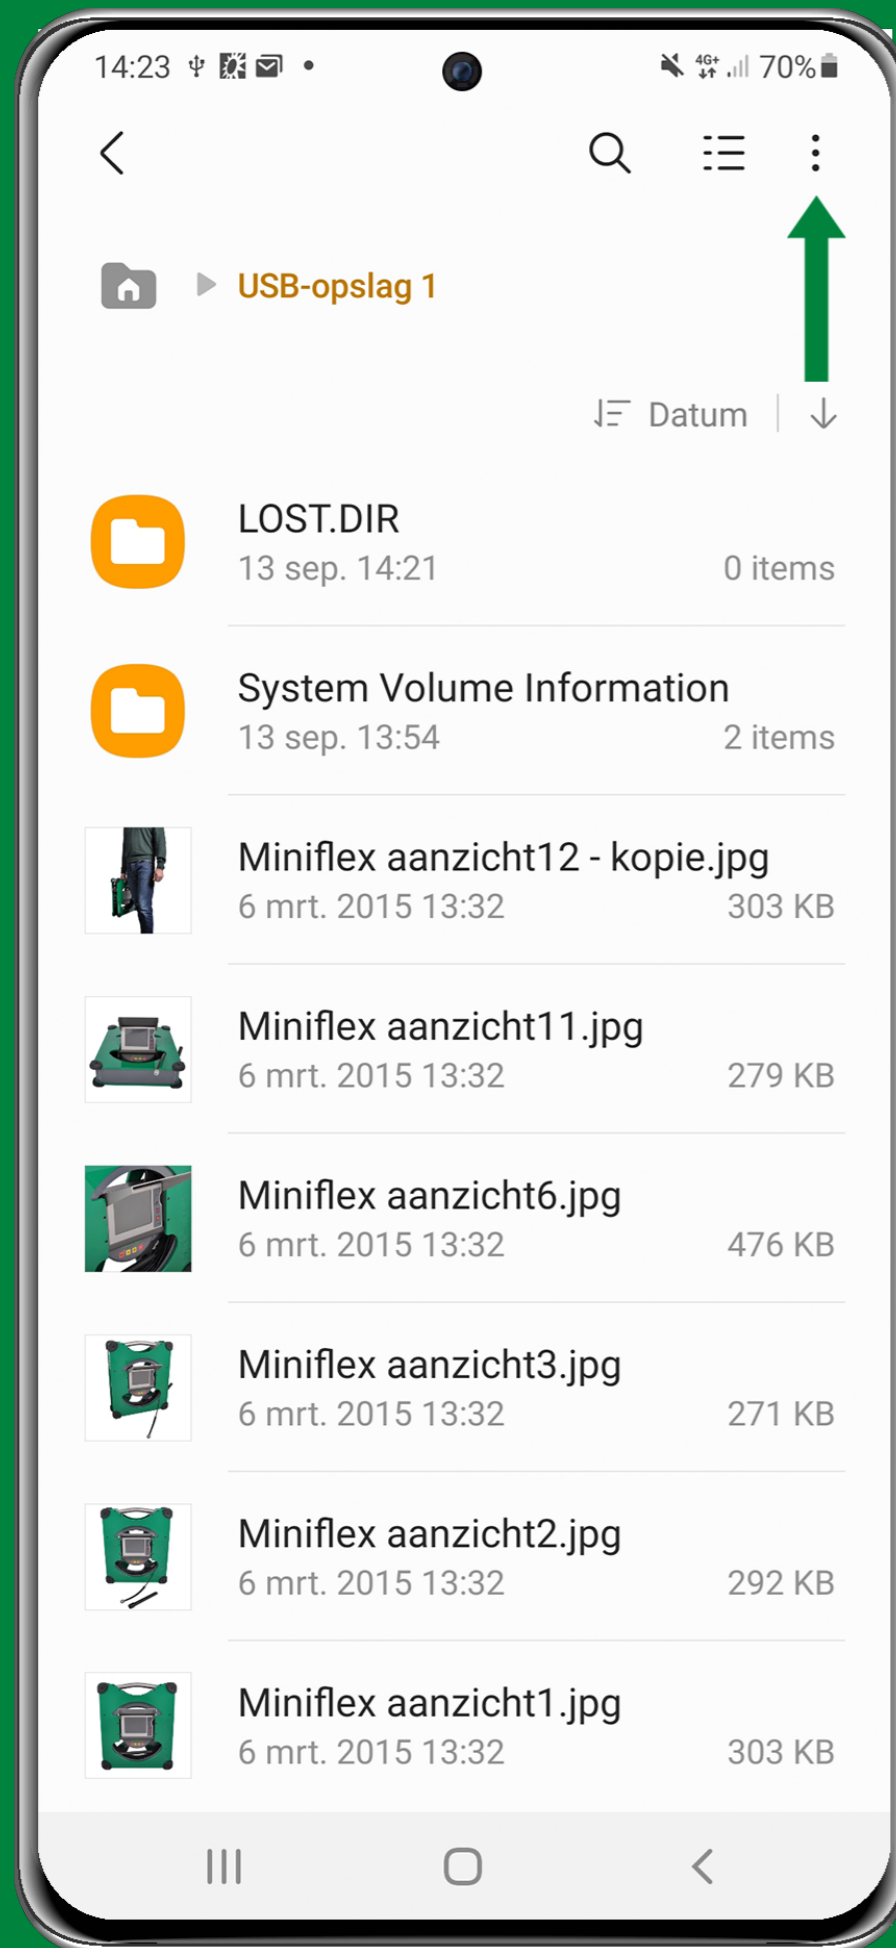 14:23 4G+ 70%
USB-opslag 1
Datum
LOST.DIR
13 sep. 14:21 0 items
System Volume Information
13 sep. 13:54 2 items
Miniflex aanzicht12 - kopie.jpg
6 mrt. 2015 13:32 303 KB
Miniflex aanzicht11.jpg
6 mrt. 2015 13:32 279 KB
Miniflex aanzicht6.jpg
6 mrt. 2015 13:32 476 KB
Miniflex aanzicht3.jpg
6 mrt. 2015 13:32 271 KB
Miniflex aanzicht2.jpg
6 mrt. 2015 13:32 292 KB
Miniflex aanzicht1.jpg
6 mrt. 2015 13:32 303 KB